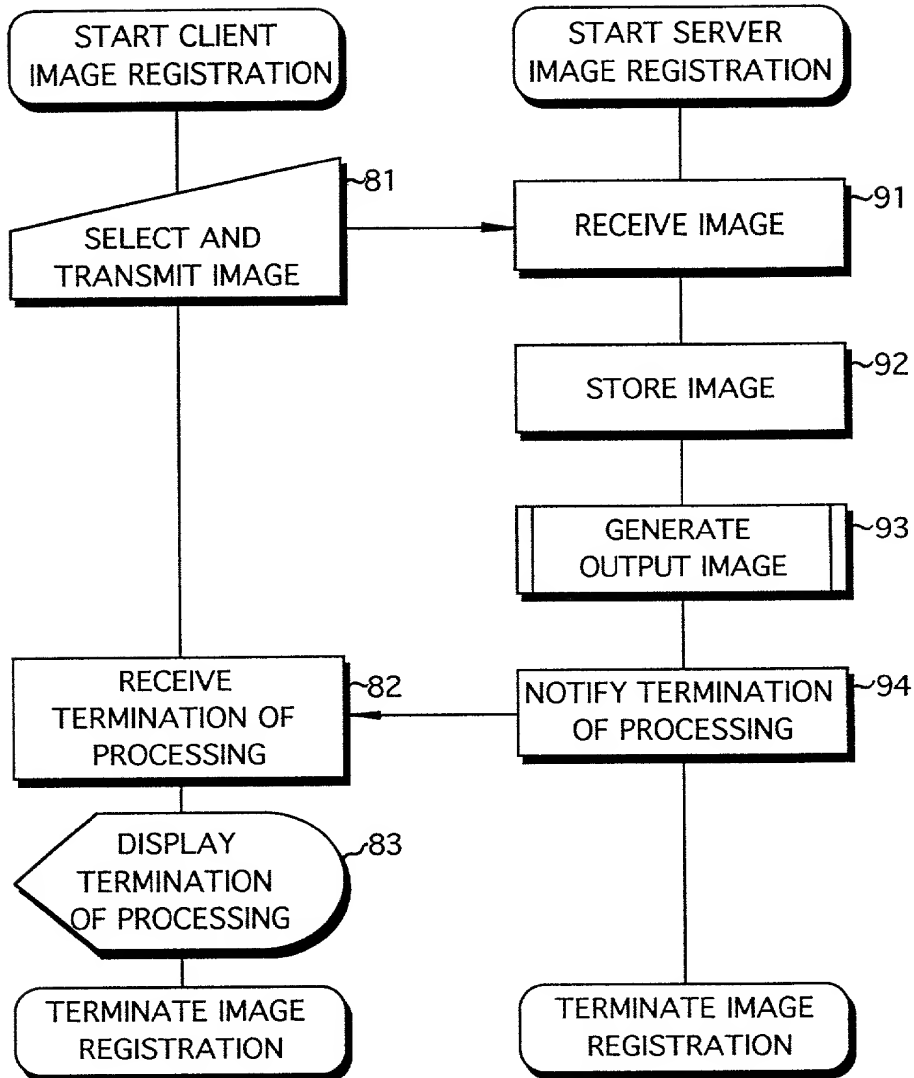 START CLIENT
IMAGE REGISTRATION
START SERVER
IMAGE REGISTRATION
SELECT AND
TRANSMIT IMAGE
81
RECEIVE IMAGE
91
STORE IMAGE
92
GENERATE
OUTPUT IMAGE
93
RECEIVE
TERMINATION OF
PROCESSING
82
NOTIFY TERMINATION
OF PROCESSING
94
DISPLAY
TERMINATION
OF PROCESSING
83
TERMINATE IMAGE
REGISTRATION
TERMINATE IMAGE
REGISTRATION